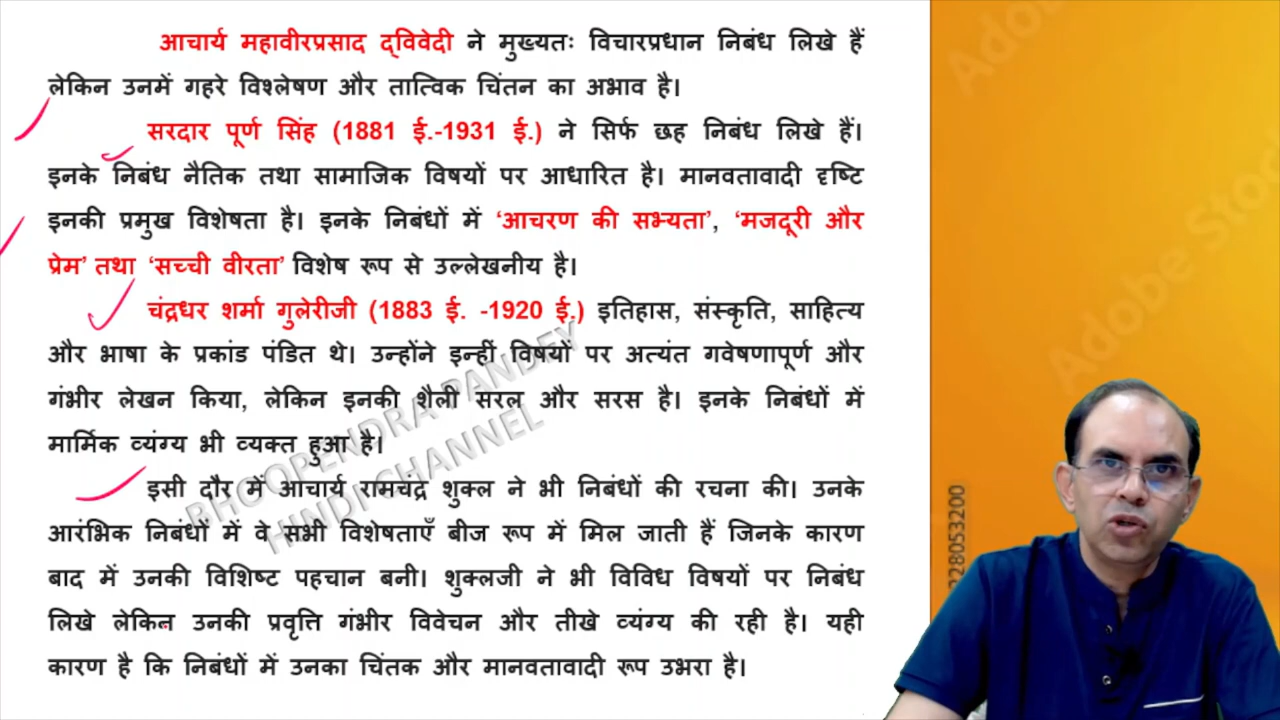 आचार्य महावीरप्रसाद द्विवेदी ने मुख्यतः विचारप्रधान निबंध लिखे हैं
लेकिन उनमें गहरे विश्लेषण और तात्विक चिंतन का अभाव है।
सरदार पूर्ण सिंह (1881 ई.-1931 ई.) ने सिर्फ छह निबंध लिखे हैं।
इनके निबंध नैतिक तथा सामाजिक विषयों पर आधारित है। मानवतावादी दृष्टि
इनकी प्रमुख विशेषता है। इनके निबंधों में ‘आचरण की सभ्यता’, ‘मजदूरी और
प्रेम’ तथा ‘सच्ची वीरता’ विशेष रूप से उल्लेखनीय है।
चंद्रधर शर्मा गुलेरीजी (1883 ई. -1920 ई.) इतिहास, संस्कृति, साहित्य
और भाषा के प्रकांड पंडित थे। उन्होंने इन्हीं विषयों पर अत्यंत गवेषणापूर्ण और
गंभीर लेखन किया, लेकिन इनकी शैली सरल और सरस है। इनके निबंधों में
मार्मिक व्यंग्य भी व्यक्त हुआ है।
इसी दौर में आचार्य रामचंद्र शुक्ल ने भी निबंधों की रचना की। उनके
आरंभिक निबंधों में वे सभी विशेषताएँ बीज रूप में मिल जाती हैं जिनके कारण
बाद में उनकी विशिष्ट पहचान बनी। शुक्लजी ने भी विविध विषयों पर निबंध
लिखे लेकिन उनकी प्रवृत्ति गंभीर विवेचन और तीखे व्यंग्य की रही है। यही
कारण है कि निबंधों में उनका चिंतक और मानवतावादी रूप उभरा है।
BHOOPENDRA PANDEY
HINDI CHANNEL
Adobe Stock
228053200